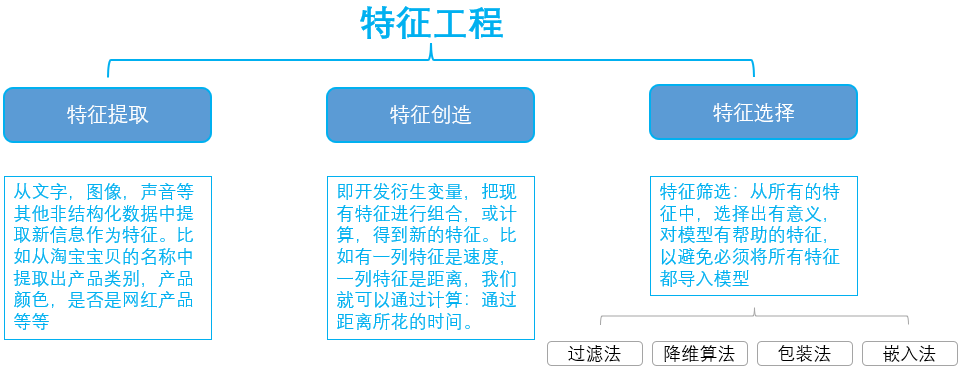 特征工程
特征提取
特征创造
特征选择
从文字，图像，声音等
其他非结构化数据中提
取新信息作为特征。比
如从淘宝宝贝的名称中
提取出产品类别，产品
颜色，是否是网红产品
等等
即开发衍生变量，把现
有特征进行组合，或计
算，得到新的特征。比
如有一列特征是速度，
一列特征是距离，我们
就可以通过计算：通过
距离所花的时间。
特征筛选：从所有的特
征中，选择出有意义，
对模型有帮助的特征，
以避免必须将所有特征
都导入模型
过滤法
降维算法
包装法
嵌入法